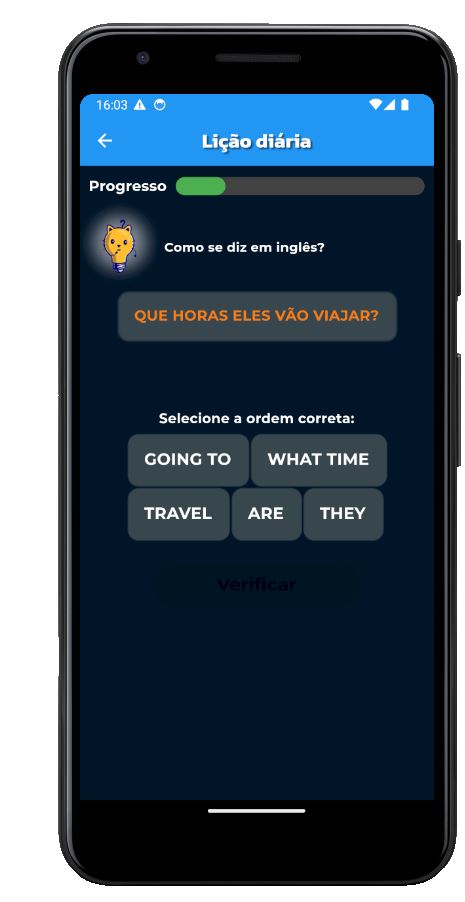 16:03
Lição diária
Progresso
Como se diz em inglês?
QUE HORAS ELES VÃO VIAJAR?
Selecione a ordem correta:
GOING TO WHAT TIME
TRAVEL ARE THEY
Verificar